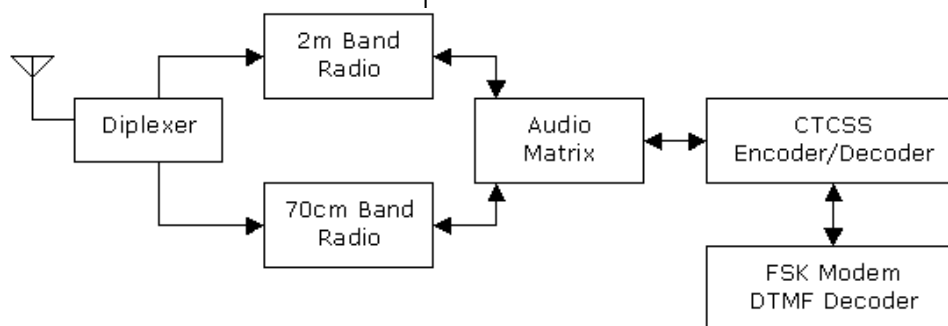 2m Band
Radio
Diplexer
Audio
Matrix
CTCSS
Encoder/Decoder
70cm Band
Radio
FSK Modem
DTMF Decoder